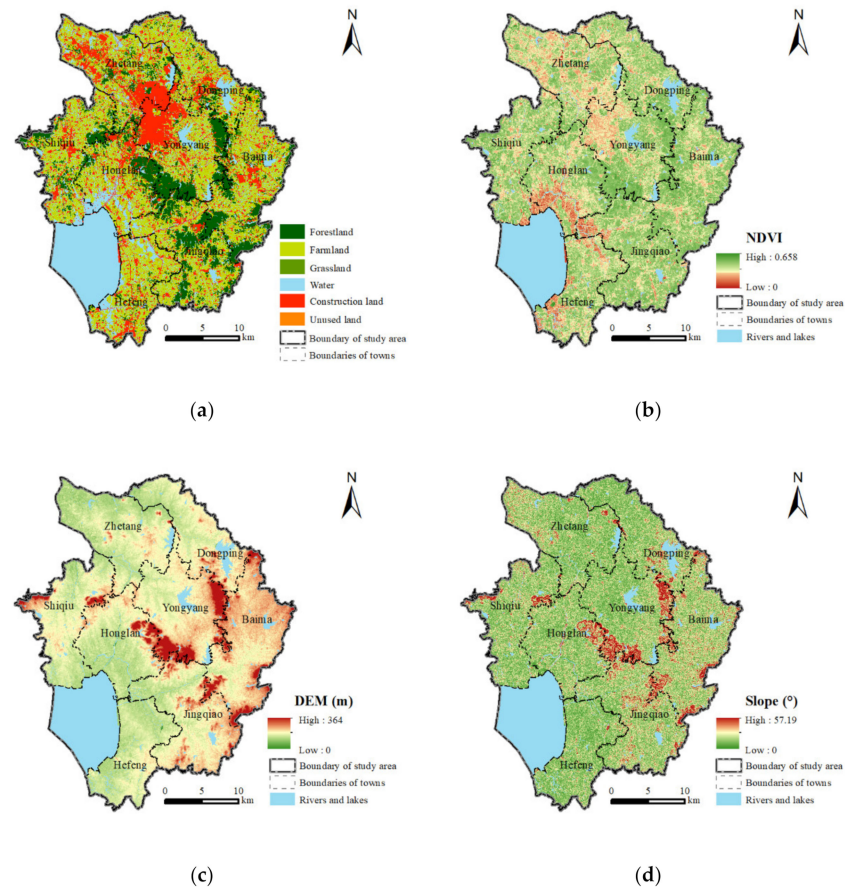 N
Zhetang
Dongping
Shiqiu
Yongyang
Baima
Honglan
Jingqiao
Hefeng
Forestland
Farmland
Grassland
Water
Construction land
Unused land
Boundary of study area
Boundaries of towns
0 5 10
km
(a)
N
Zhetang
Dongping
Shiqiu
Yongyang
Baima
Honglan
Jingqiao
Hefeng
NDVI
High : 0.658
Low : 0
Boundary of study area
Boundaries of towns
Rivers and lakes
0 5 10
km
(b)
N
Zhetang
Dongping
Shiqiu
Yongyang
Baima
Honglan
Jingqiao
Hefeng
DEM (m)
High : 364
Low : 0
Boundary of study area
Boundaries of towns
Rivers and lakes
0 5 10
km
(c)
N
Zhetang
Dongping
Shiqiu
Yongyang
Baima
Honglan
Jingqiao
Hefeng
Slope (°)
High : 57.19
Low : 0
Boundary of study area
Boundaries of towns
Rivers and lakes
0 5 10
km
(d)